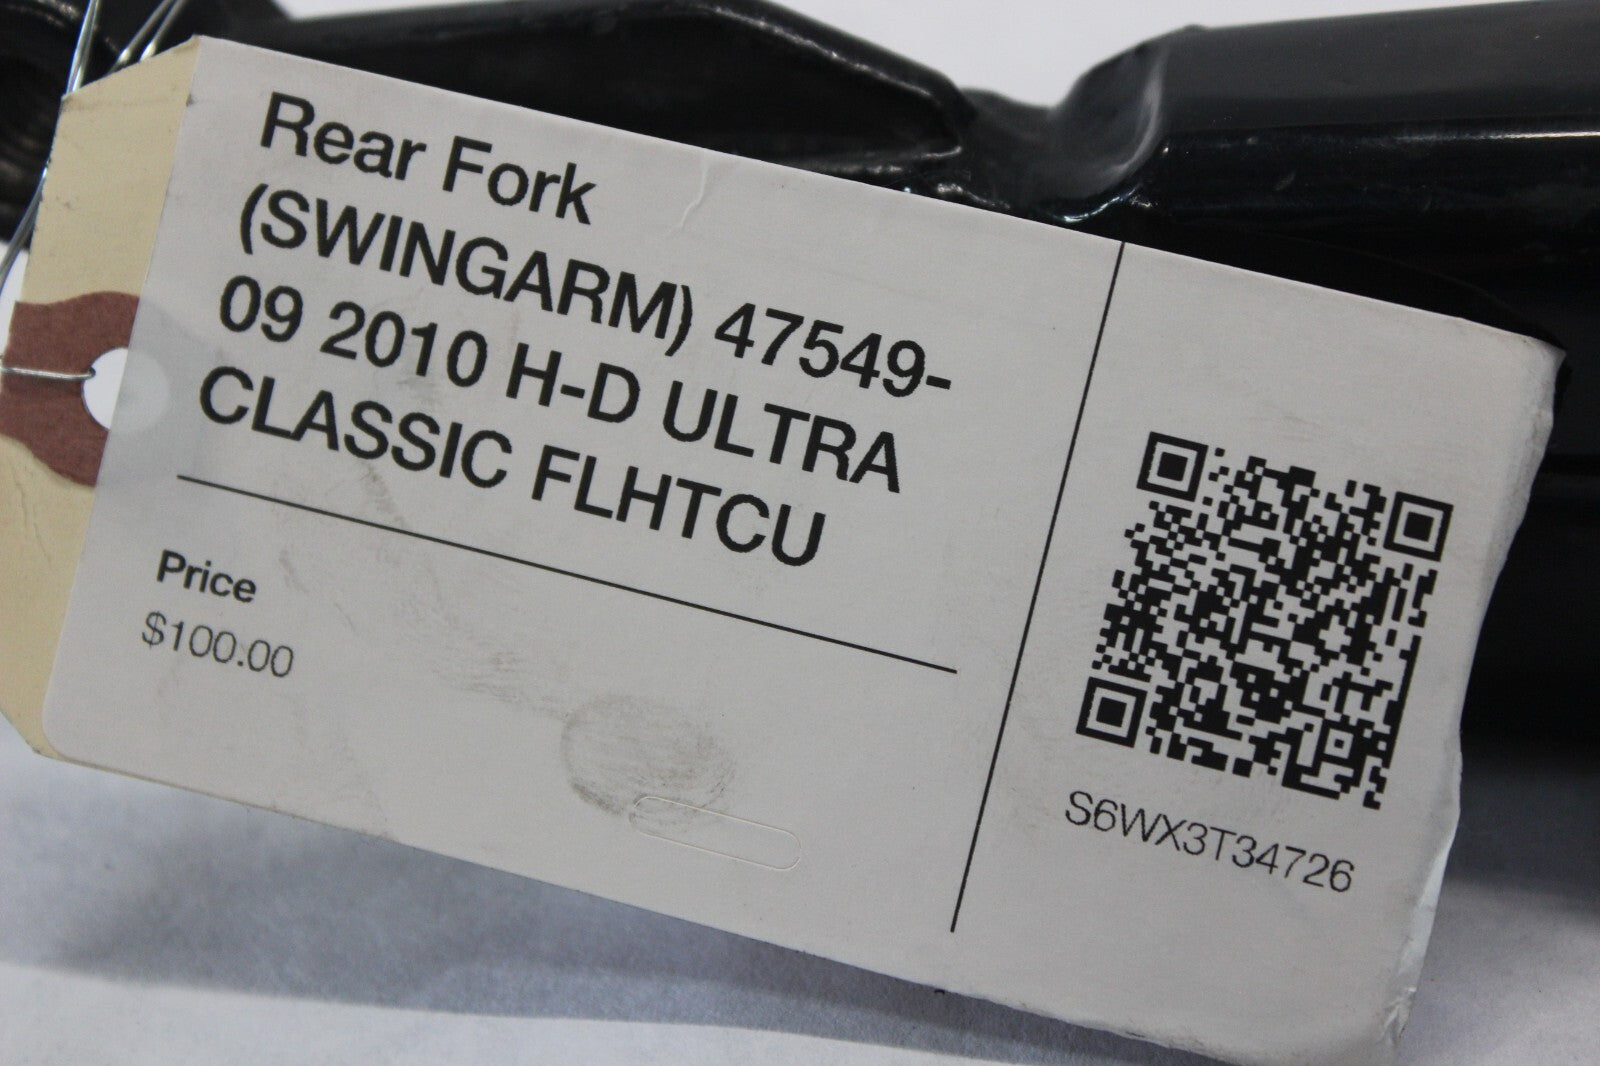 Rear Fork
(SWINGARM) 47549-
09 2010 H-D ULTRA
CLASSIC FLHTCU
Price
$100.00
S6WX3T34726